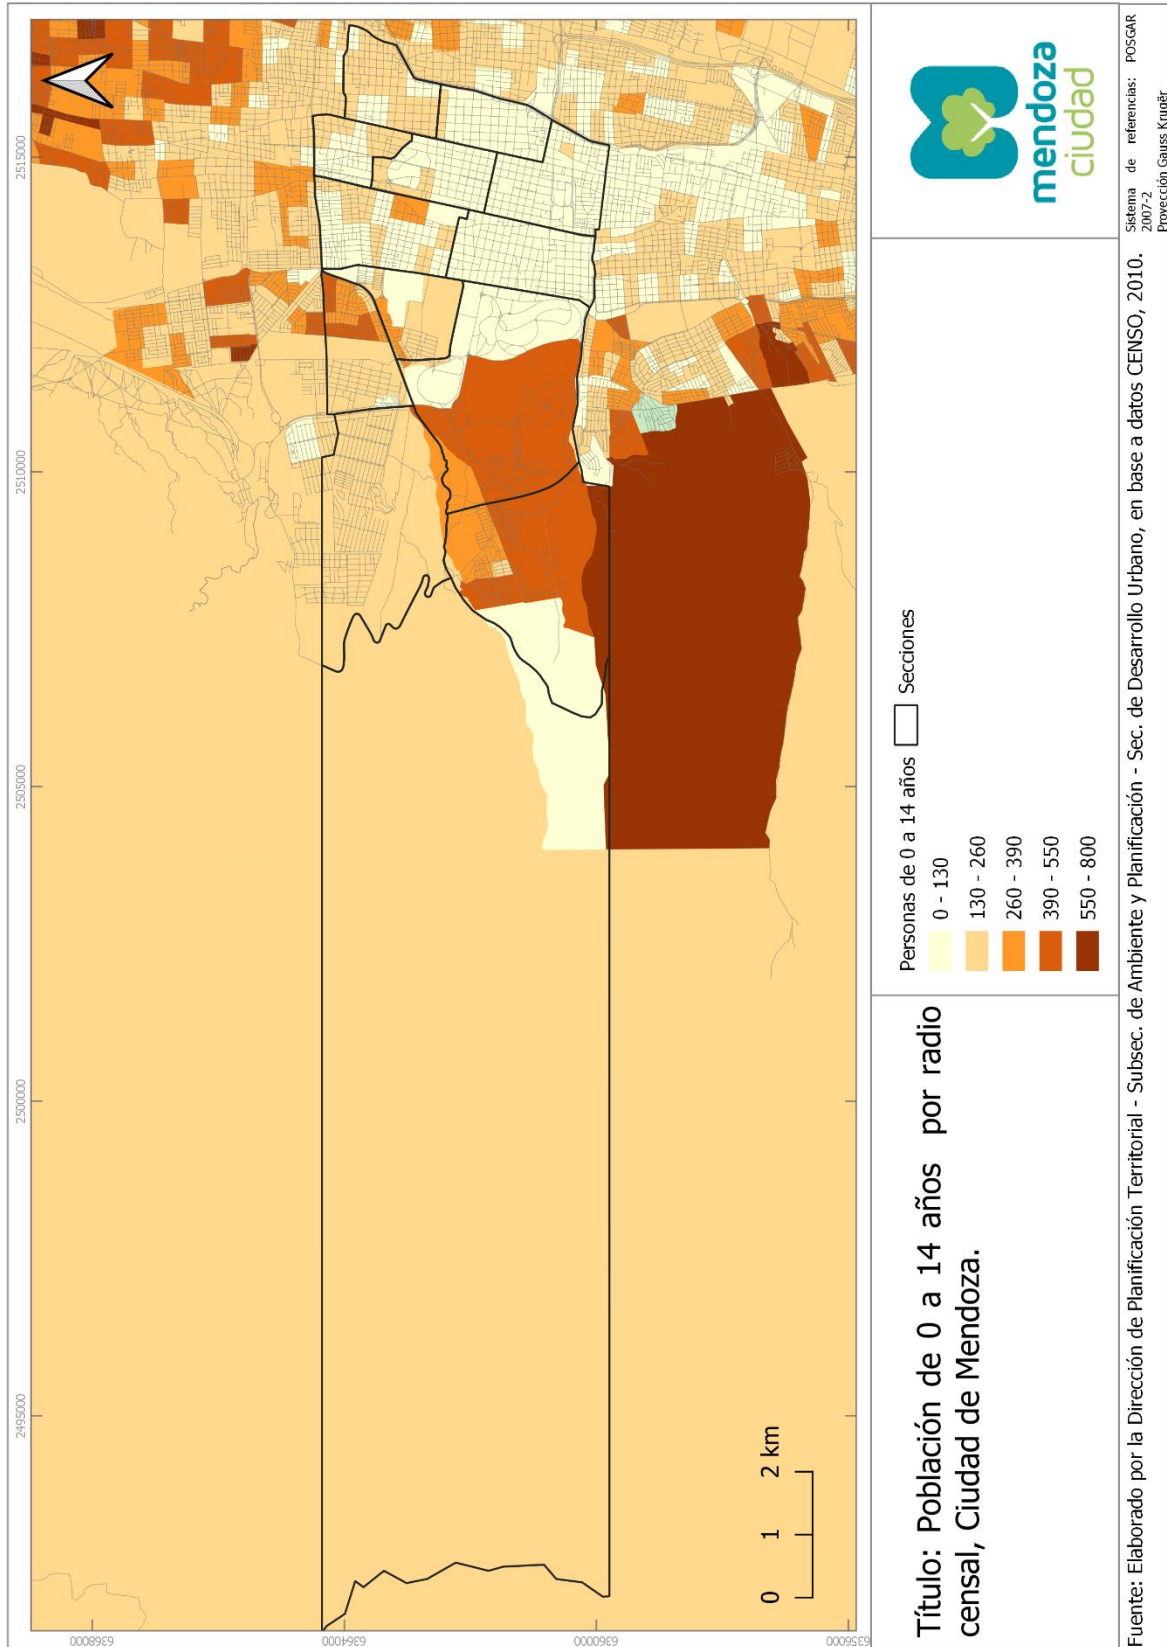 2495000
2500000
2505000
2510000
2515000
6368000
6364000
6360000
6356000
0 1 2 km
Título: Población de 0 a 14 años por radio
censal, Ciudad de Mendoza.
Personas de 0 a 14 años
Secciones
0 - 130
130 - 260
260 - 390
390 - 550
550 - 800
mendoza
ciudad
Fuente: Elaborado por la Dirección de Planificación Territorial - Subsec. de Ambiente y Planificación - Sec. de Desarrollo Urbano, en base a datos CENSO, 2010.
Sistema de referencias: POSGAR
2007-2
Proyección Gauss Krugër